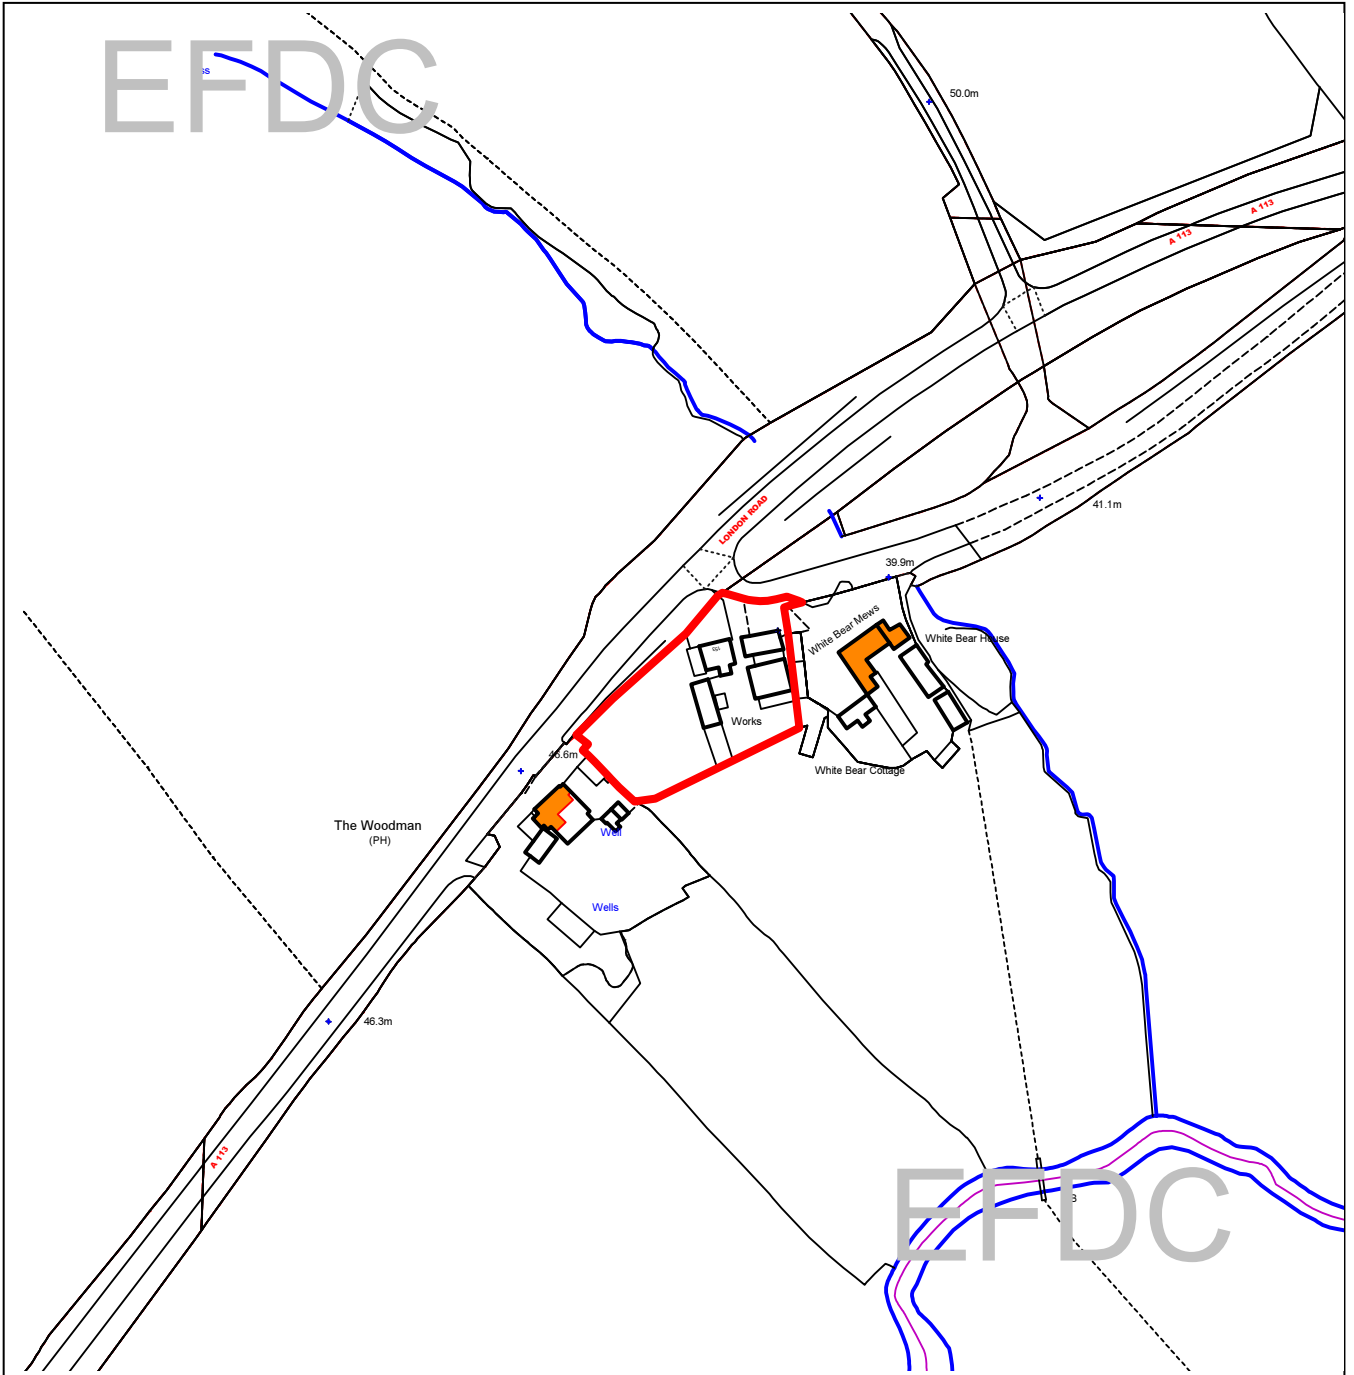 EFDC
ss
50.0m
A 113
A 113
LONDON ROAD
41.1m
39.9m
White Bear Mews
White Bear House
Works
46.6m
White Bear Cottage
The Woodman
(PH)
Well
Wells
46.3m
A 113
EFDC